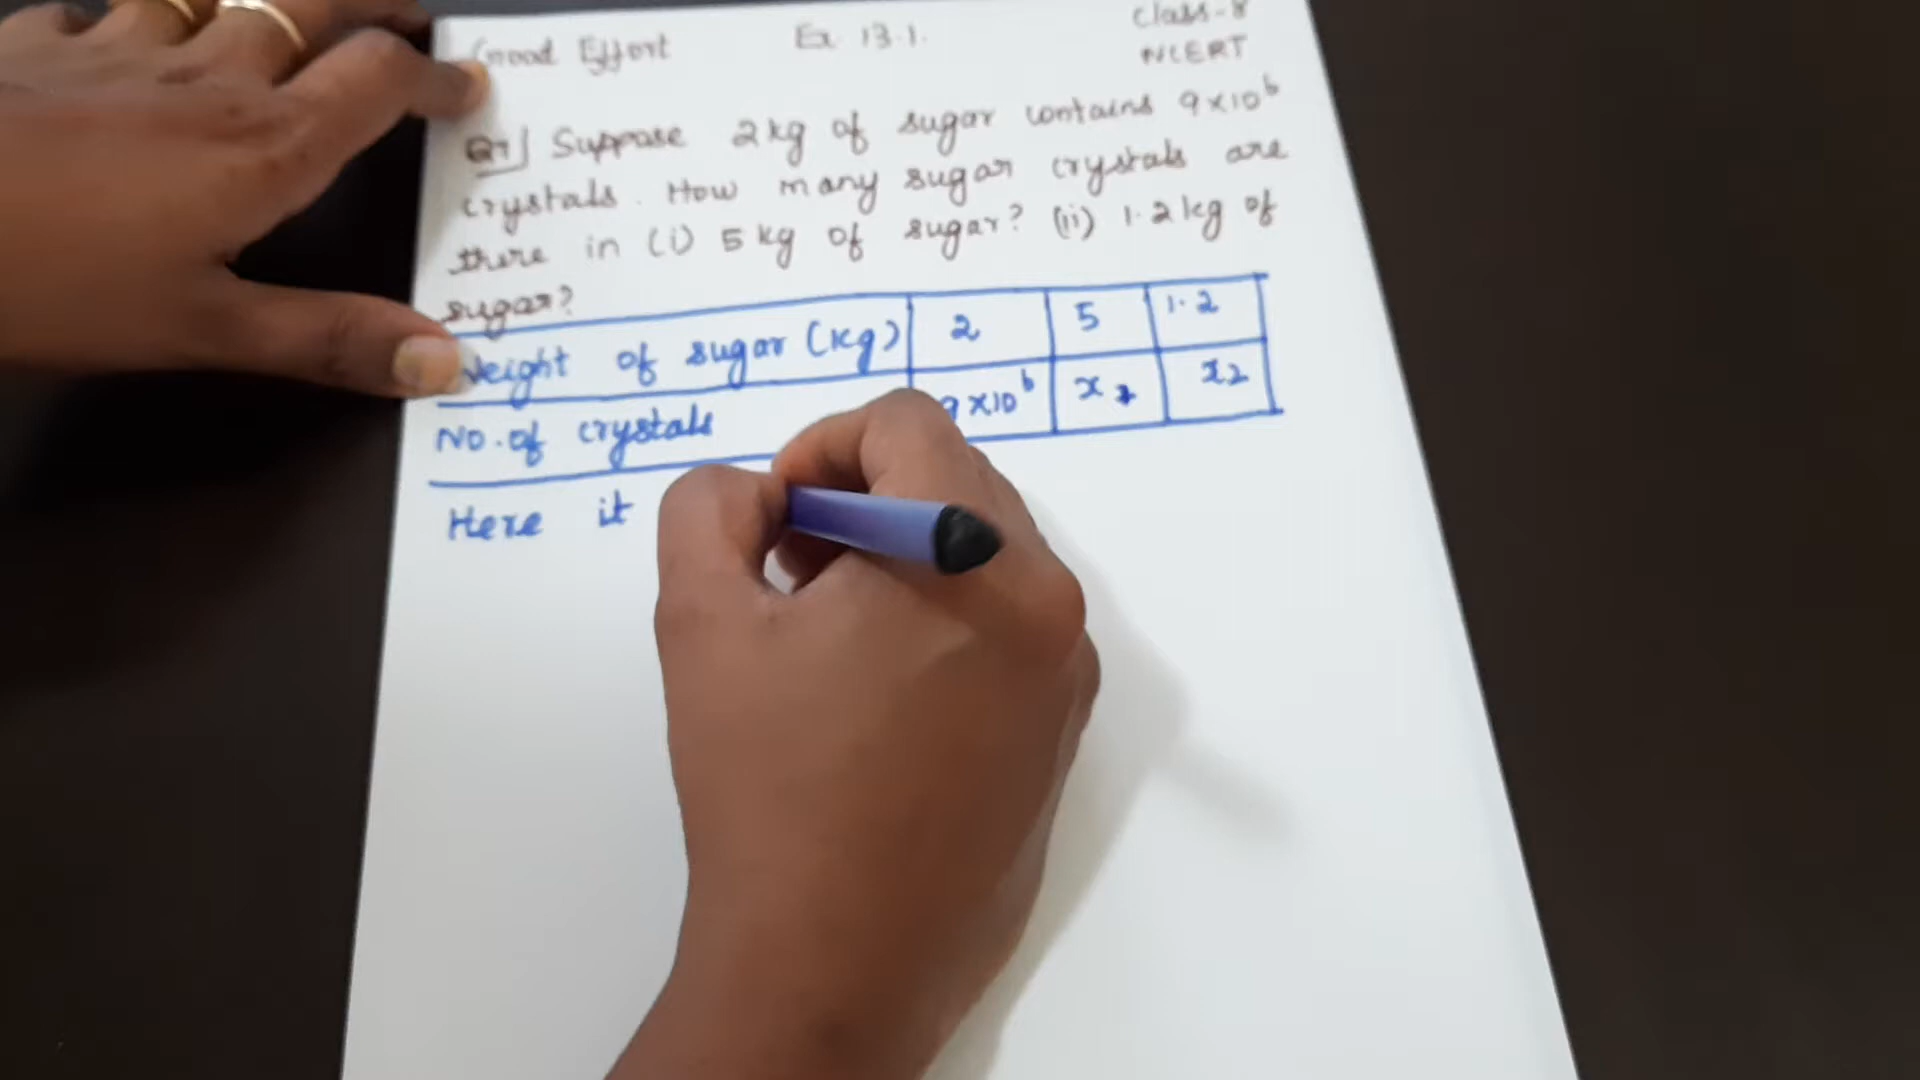 Good Effort Ex 13.1. Class-8
NCERT
Q7] Suppose 2kg of sugar contains 9×10⁶
crystals. How many sugar crystals are
there in (i) 5kg of sugar? (ii) 1.2kg of
sugar?
Weight of sugar (kg) 2 5 1.2
No. of crystals 9×10⁶ x₁ x₂
Here it